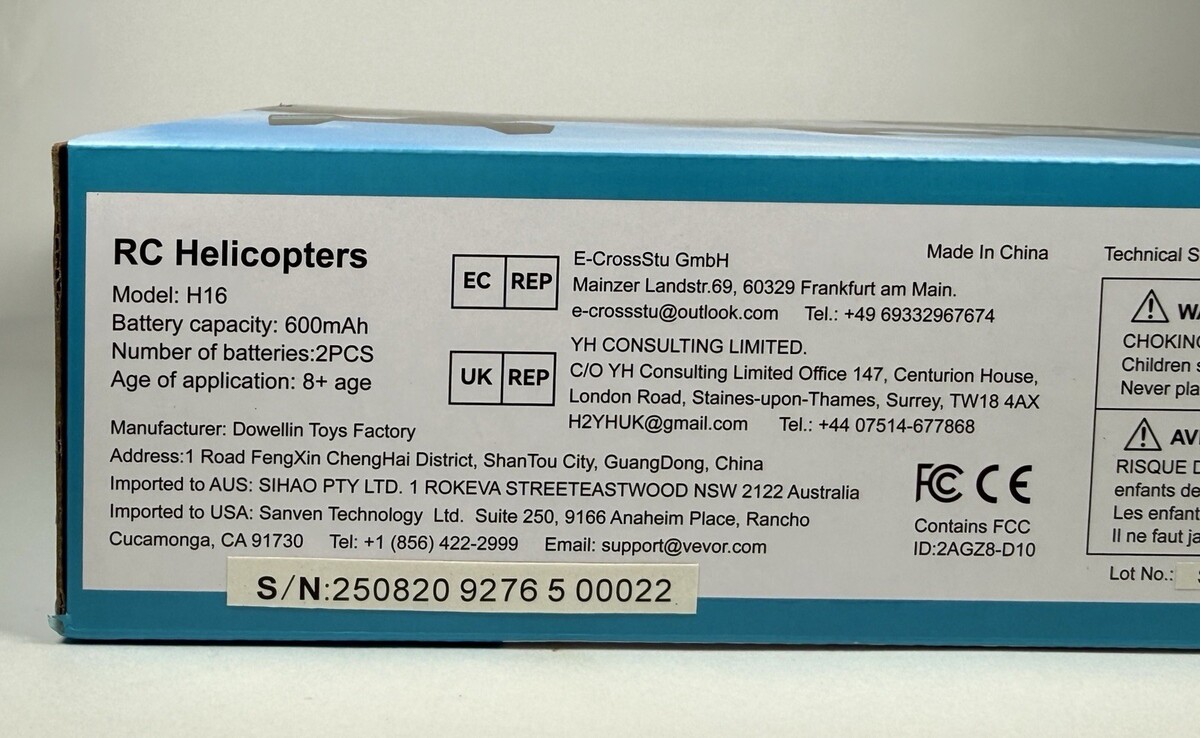 RC Helicopters
Model: H16
Battery capacity: 600mAh
Number of batteries:2PCS
Age of application: 8+ age
EC REP
E-CrossStu GmbH
Mainzer Landstr.69, 60329 Frankfurt am Main.
e-crossstu@outlook.com Tel.: +49 69332967674
UK REP
YH CONSULTING LIMITED.
C/O YH Consulting Limited Office 147, Centurion House,
London Road, Staines-upon-Thames, Surrey, TW18 4AX
H2YHUK@gmail.com Tel.: +44 07514-677868
Made In China
Manufacturer: Dowellin Toys Factory
Address:1 Road FengXin ChengHai District, ShanTou City, GuangDong, China
Imported to AUS: SIHAO PTY LTD. 1 ROKEVA STREETEASTWOOD NSW 2122 Australia
Imported to USA: Sanven Technology Ltd. Suite 250, 9166 Anaheim Place, Rancho
Cucamonga, CA 91730 Tel: +1 (856) 422-2999 Email: support@vevor.com
FC CE
Contains FCC
ID:2AGZ8-D10
S/N:250820 9276 5 00022
Technical
Children
Never
RISQUE
enfants
Les
Il ne faut
Lot No.: